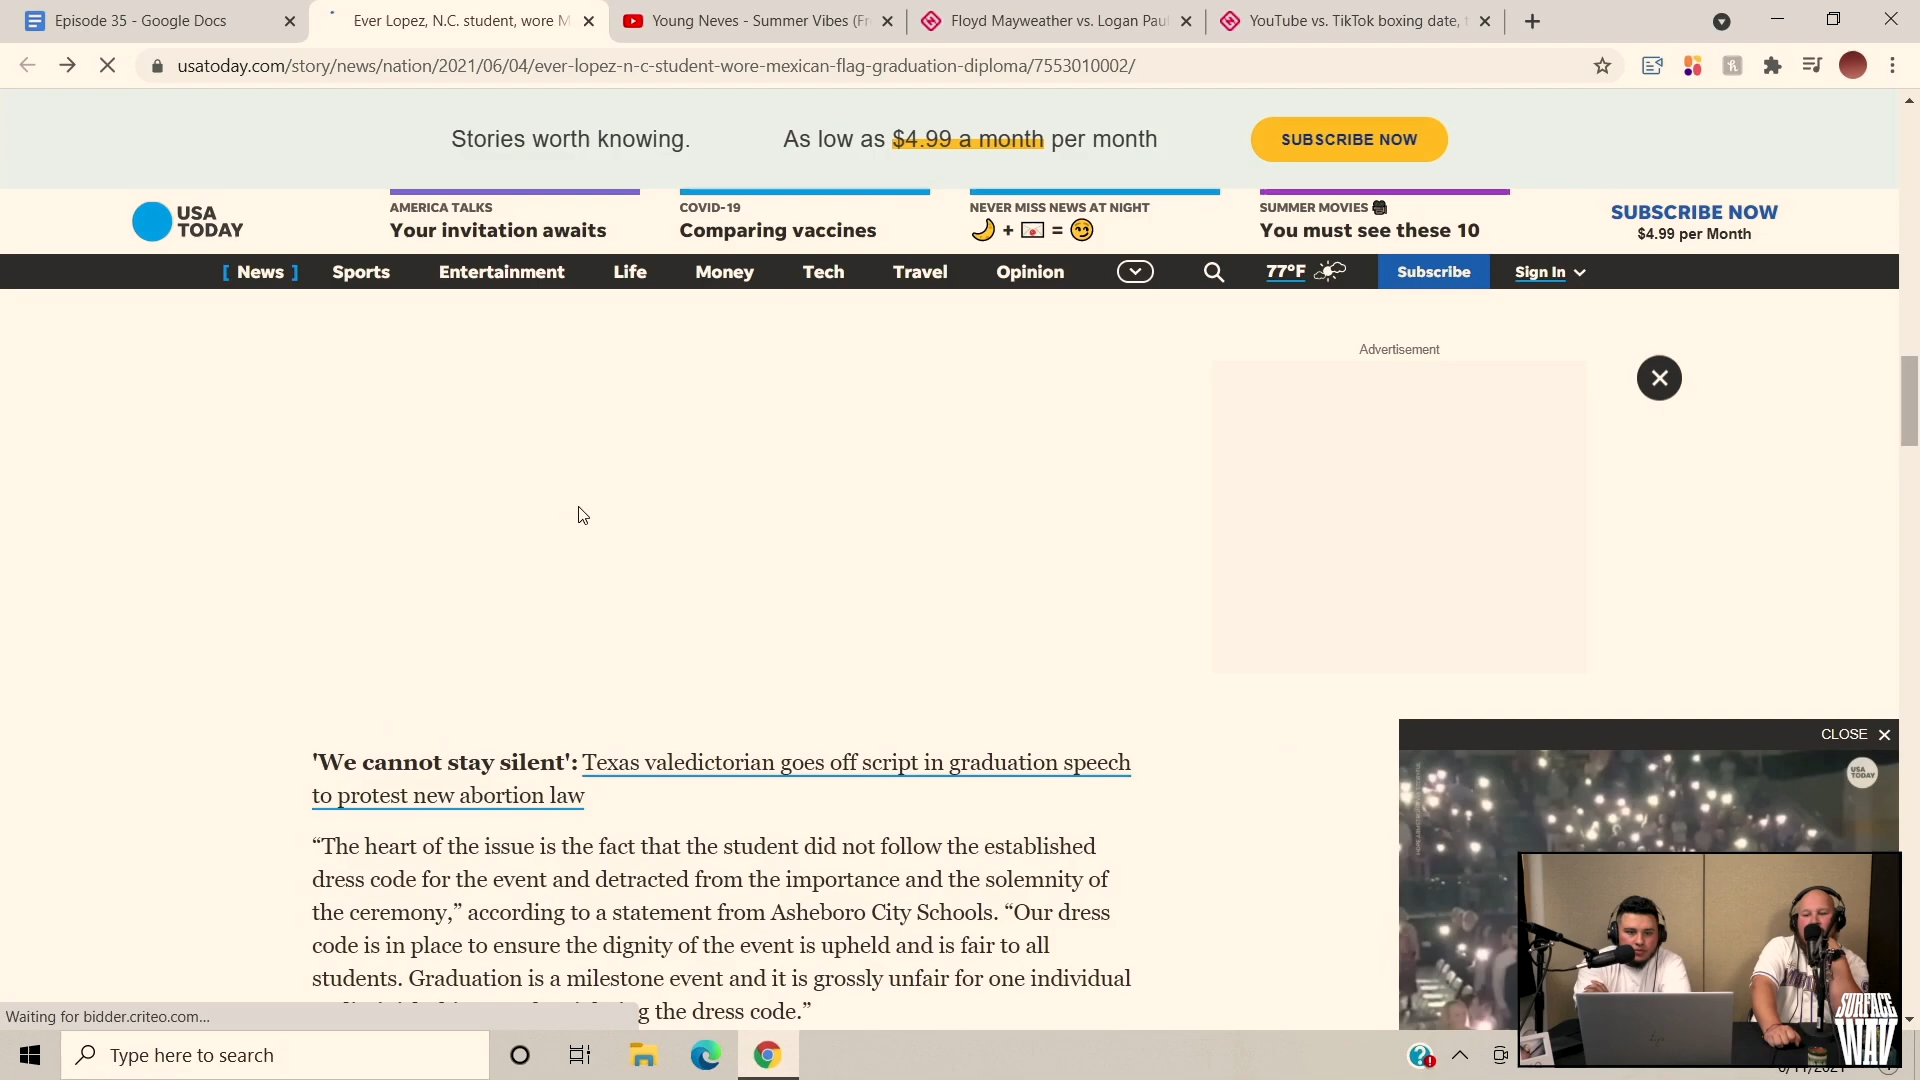 Episode 35 - Google Docs
Ever Lopez, N.C. student, wore M
Young Neves - Summer Vibes (Fr
Floyd Mayweather vs. Logan Paul
YouTube vs. TikTok boxing date, t
usatoday.com/story/news/nation/2021/06/04/ever-lopez-n-c-student-wore-mexican-flag-graduation-diploma/7553010002/
Stories worth knowing.
As low as $4.99 a month per month
SUBSCRIBE NOW
USA
TODAY
AMERICA TALKS
Your invitation awaits
COVID-19
Comparing vaccines
NEVER MISS NEWS AT NIGHT
🌙 + 💌 = 😏
SUMMER MOVIES
You must see these 10
SUBSCRIBE NOW
$4.99 per Month
[ News ]
Sports
Entertainment
Life
Money
Tech
Travel
Opinion
77°F
Subscribe
Sign In
Advertisement
CLOSE
USA
TODAY
'We cannot stay silent': Texas valedictorian goes off script in graduation speech
to protest new abortion law
“The heart of the issue is the fact that the student did not follow the established
dress code for the event and detracted from the importance and the solemnity of
the ceremony,” according to a statement from Asheboro City Schools. “Our dress
code is in place to ensure the dignity of the event is upheld and is fair to all
students. Graduation is a milestone event and it is grossly unfair for one individual
g the dress code.”
Waiting for bidder.criteo.com...
Type here to search
SURFACE
WAV